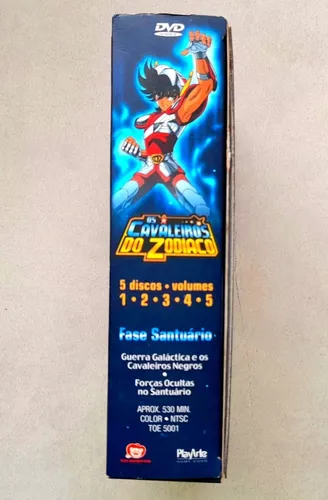 DVD
OS
CAVALEIROS
DO ZODIACO
5 discos • volumes
1 • 2 • 3 • 4 • 5
Fase Santuário
Guerra Galáctica e os
Cavaleiros Negros
•
Forças Ocultas
no Santuário
APROX. 530 MIN.
COLOR • NTSC
TOE 5001
PlayArte